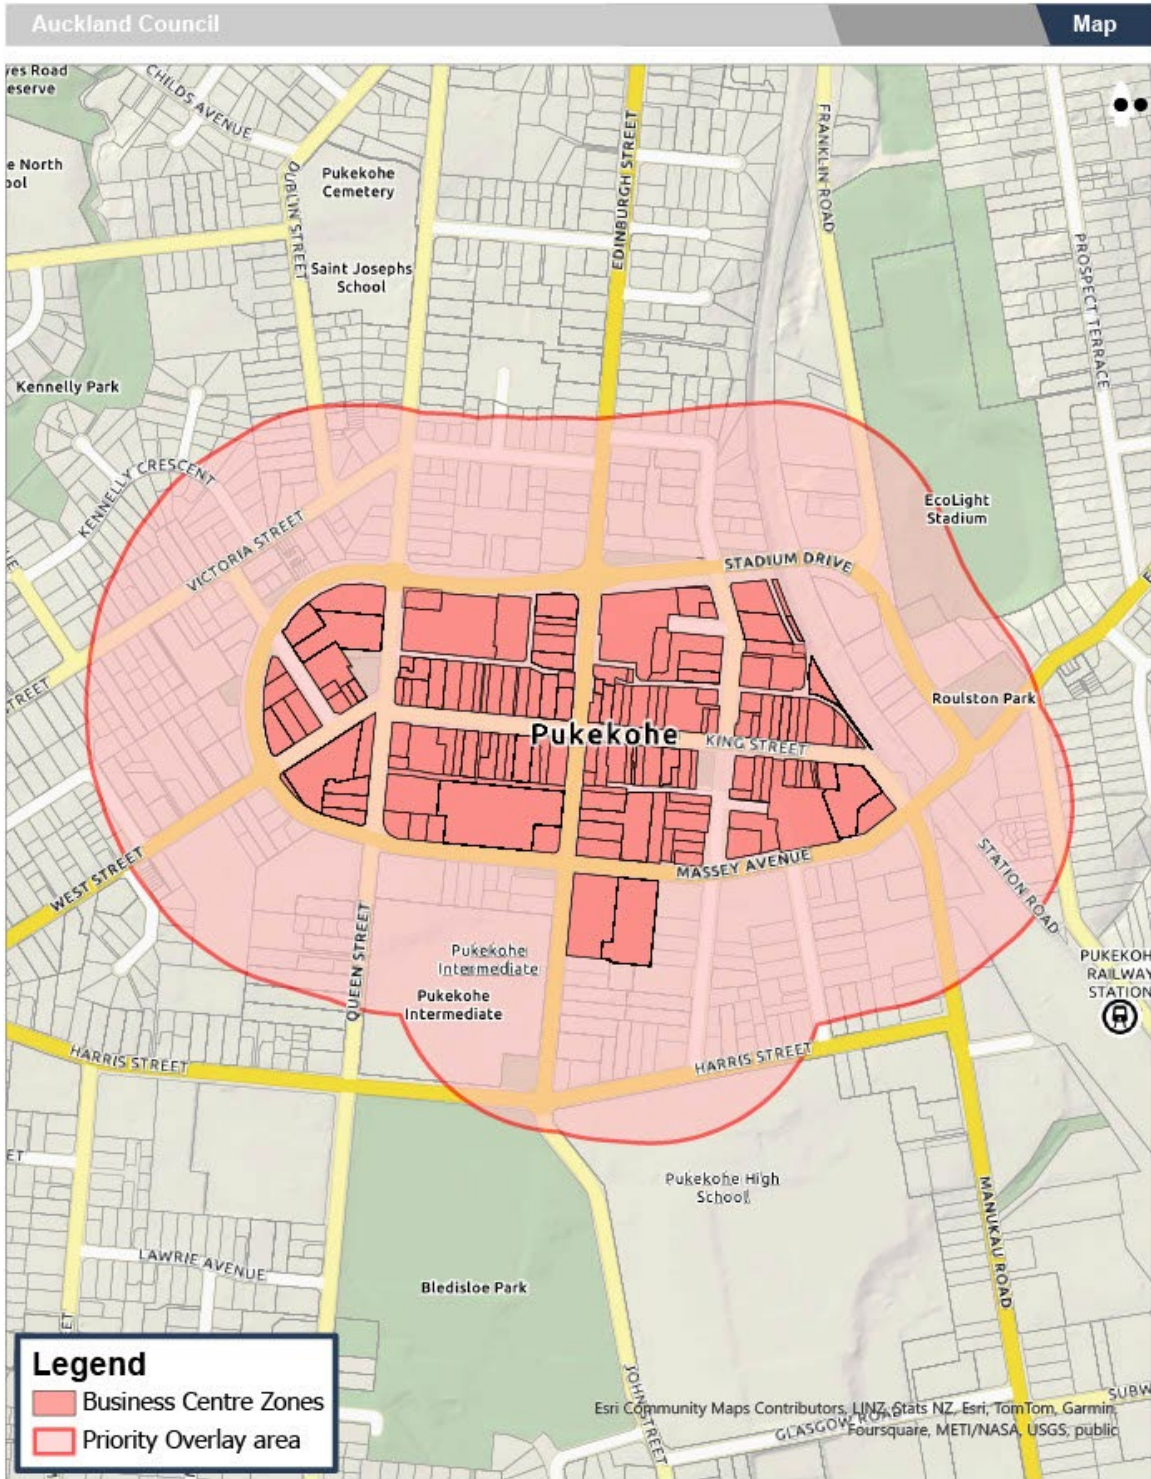 Auckland Council
Map
CHILDS AVENUE
DUBLIN STREET
Pukekohe
Cemetery
EDINBURGH STREET
FRANKLIN ROAD
e North
Saint Josephs
School
PROSPECT TERRACE
Kennelly Park
KENNELLY CRESCENT
VICTORIA STREET
EcoLight
Stadium
STADIUM DRIVE
STREET
Roulston Park
Pukekohe
KING STREET
MASSEY AVENUE
WEST STREET
STATION ROAD
QUEEN STREET
Pukekohe
Intermediate
Pukekohe
Intermediate
PUKEKOH
RAILWAY
STATION
HARRIS STREET
HARRIS STREET
Pukekohe High
School
MANUKAU ROAD
LAWRIE AVENUE
Bledisloe Park
JOHN STREET
GLASGOW ROAD
SUBW
Legend
Business Centre Zones
Priority Overlay area
Esri Community Maps Contributors, LINZ, Stats NZ, Esri, TomTom, Garmin,
Foursquare, METI/NASA, USGS, public